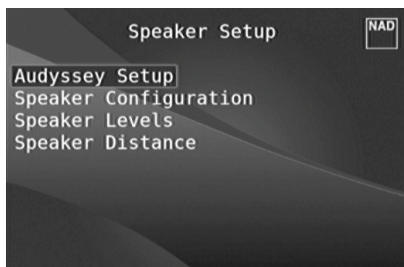 Speaker Setup
NAD
Audyssey Setup
Speaker Configuration
Speaker Levels
Speaker Distance